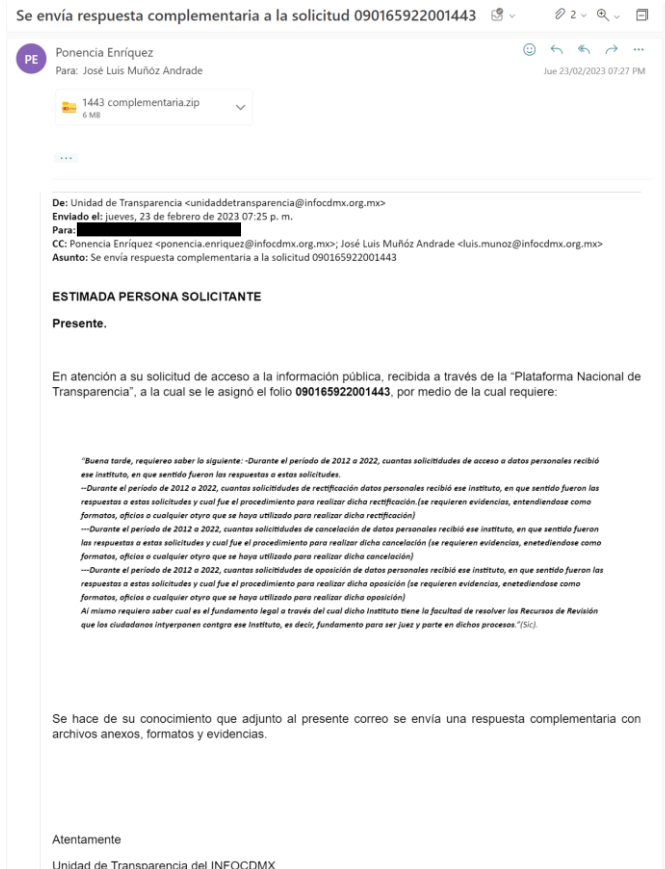 Se envía respuesta complementaria a la solicitud 090165922001443
2
PE
Ponencia Enríquez
Para: José Luis Muñóz Andrade
Jue 23/02/2023 07:27 PM
1443 complementaria.zip
6 MB
...
De: Unidad de Transparencia <unidaddetransparencia@infocdmx.org.mx>
Enviado el: jueves, 23 de febrero de 2023 07:25 p. m.
Para:
CC: Ponencia Enríquez <ponencia.enriquez@infocdmx.org.mx>; José Luis Muñóz Andrade <luis.munoz@infocdmx.org.mx>
Asunto: Se envía respuesta complementaria a la solicitud 090165922001443
ESTIMADA PERSONA SOLICITANTE
Presente.
En atención a su solicitud de acceso a la información pública, recibida a través de la “Plataforma Nacional de
Transparencia”, a la cual se le asignó el folio 090165922001443, por medio de la cual requiere:
“Buena tarde, requiereo saber lo siguiente: -Durante el período de 2012 a 2022, cuantas solicitidudes de acceso a datos personales recibió
ese instituto, en que sentido fueron las respuestas a estas solicitudes.
--Durante el período de 2012 a 2022, cuantas solicitidudes de rectificación datos personales recibió ese instituto, en que sentido fueron las
respuestas a estas solicitudes y cual fue el procedimiento para realizar dicha rectificación.(se requieren evidencias, entendiendose como
formatos, oficios o cualquier otyro que se haya utilizado para realizar dicha rectificación)
---Durante el período de 2012 a 2022, cuantas solicitidudes de cancelación de datos personales recibió ese instituto, en que sentido fueron
las respuestas a estas solicitudes y cual fue el procedimiento para realizar dicha cancelación (se requieren evidencias, enetediendose como
formatos, oficios o cualquier otyro que se haya utilizado para realizar dicha cancelación)
---Durante el período de 2012 a 2022, cuantas solicitidudes de oposición de datos personales recibió ese instituto, en que sentido fueron las
respuestas a estas solicitudes y cual fue el procedimiento para realizar dicha oposición (se requieren evidencias, enetediendose como
formatos, oficios o cualquier otyro que se haya utilizado para realizar dicha oposición)
Aí mismo requiero saber cual es el fundamento legal a través del cual dicho Instituto tiene la facultad de resolver los Recursos de Revisión
que los ciudadanos intyerponen contgra ese Instituto, es decir, fundamento para ser juez y parte en dichos procesos.”(Sic).
Se hace de su conocimiento que adjunto al presente correo se envía una respuesta complementaria con
archivos anexos, formatos y evidencias.
Atentamente
Unidad de Transparencia del INFOCDMX